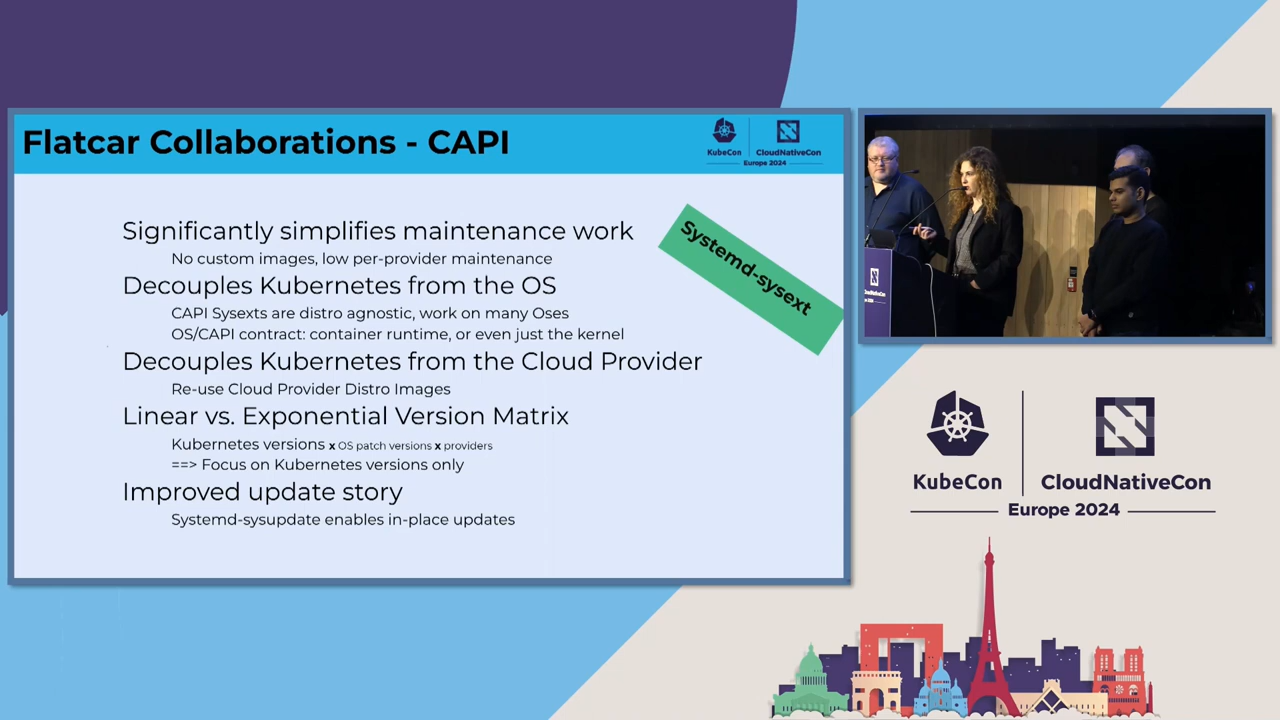 Flatcar Collaborations - CAPI
KubeCon
CloudNativeCon
Europe 2024
Significantly simplifies maintenance work
No custom images, low per-provider maintenance
Decouples Kubernetes from the OS
CAPI Sysexts are distro agnostic, work on many Oses
OS/CAPI contract: container runtime, or even just the kernel
Decouples Kubernetes from the Cloud Provider
Re-use Cloud Provider Distro Images
Linear vs. Exponential Version Matrix
Kubernetes versions x OS patch versions x providers
==> Focus on Kubernetes versions only
Improved update story
Systemd-sysupdate enables in-place updates
Systemd-sysext
KubeCon
CloudNativeCon
Europe 2024